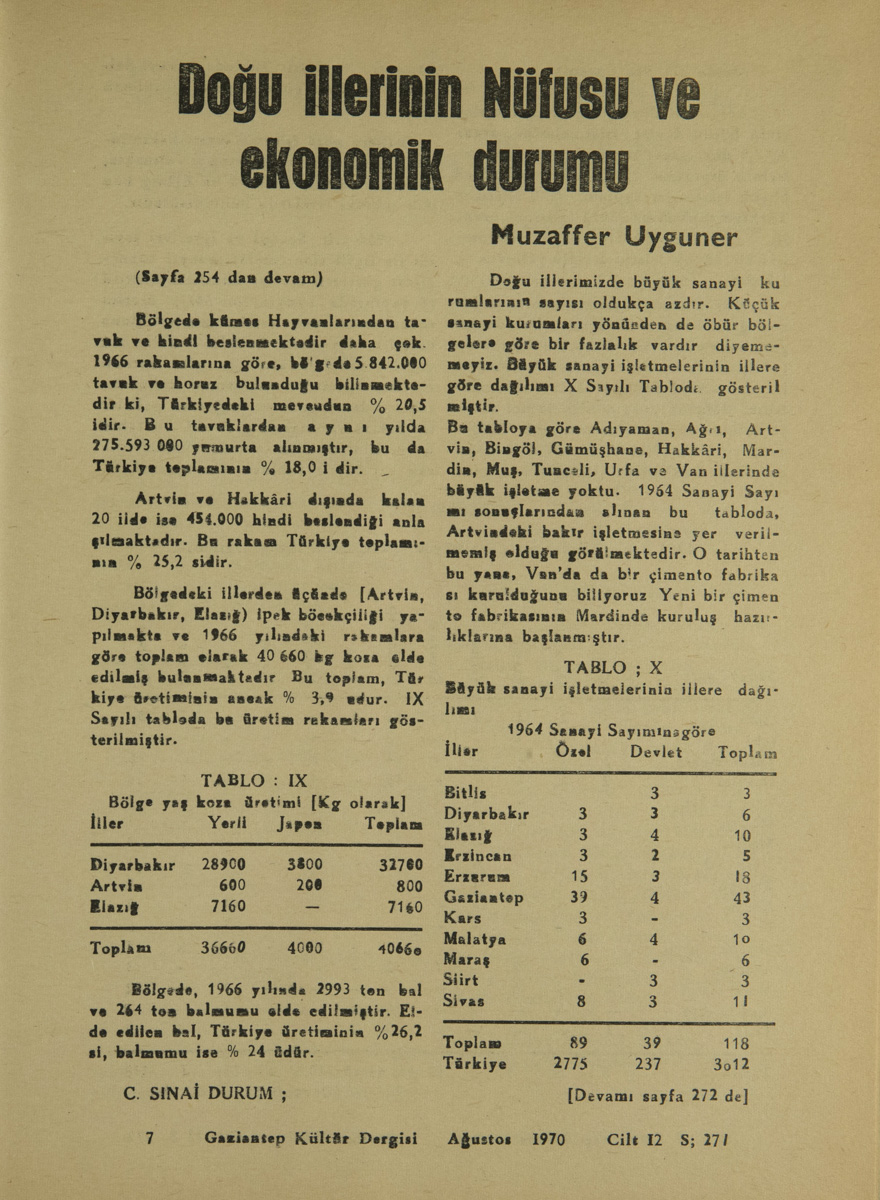 Doğu illerinin Nüfusu ve
ekonomik durumu
Muzaffer Uyguner
(Sayfa 254 dan devam)
Bölgede kümes Hayvanlarından ta-
vuk ve hindi beslenmektedir daha çok.
1966 rakamlarına göre, bölgede 5.842.000
tavuk ve horoz bulunduğu bilinmekte-
dir ki, Türkiyedeki mevcudun % 20,5
idir. Bu tavuklardan aynı yılda
275.593 000 yumurta alınmıştır, bu da
Türkiye toplamının % 18,0 i dir.
Artvin ve Hakkâri dışında kalan
20 ilde ise 454.000 hindi beslendiği anla
şılmaktadır. Bu rakam Türkiye toplamı-
nın % 25,2 sidir.
Bölgedeki illerden üçünde [Artvin,
Diyarbakır, Elazığ) ipek böcekçiliği ya-
pılmakta ve 1966 yılındaki rakamlara
göre toplam olarak 40 660 kg koza elde
edilmiş bulunmaktadır Bu toplam, Tür
kiye üretiminin ancak % 3,9 udur. IX
Sayılı tabloda bu üretim rakamları gös-
terilmiştir.
TABLO : IX
Bölge yaş koza üretimi [Kg olarak]
İller Yerli Japon Toplam
Diyarbakır 28900 3800 32700
Artvin 600 200 800
Elazığ 7160 — 7160
Toplam 36660 4000 40660
Bölgede, 1966 yılında 2993 ton bal
ve 264 ton balmumu elde edilmiştir. El-
de edilen bal, Türkiye üretiminin %26,2
si, balmumu ise % 24 üdür.
C. SINAİ DURUM ;
Doğu illerimizde büyük sanayi ku
rumlarının sayısı oldukça azdır. Küçük
sanayi kurumları yönünden de öbür böl-
gelere göre bir fazlalık vardır diyeme-
meyiz. Büyük sanayi işletmelerinin illere
göre dağılımı X Sayılı Tabloda gösteril
miştir.
Bu tabloya göre Adıyaman, Ağrı, Art-
vin, Bingöl, Gümüşhane, Hakkâri, Mar-
din, Muş, Tunceli, Urfa ve Van illerinde
büyük işletme yoktu. 1964 Sanayi Sayı
mı sonuçlarından alınan bu tabloda,
Artvindeki bakır işletmesine yer veril-
memiş olduğu görülmektedir. O tarihten
bu yana, Van'da da bir çimento fabrika
sı kurulduğunu biliyoruz Yeni bir çimen
to fabrikasının Mardinde kuruluş hazır-
lıklarına başlanmıştır.
TABLO ; X
Büyük sanayi işletmelerinin illere dağı-
lımı
1964 Sanayi Sayımına göre
İller Özel Devlet Toplam
Bitlis 3 3
Diyarbakır 3 3 6
Elazığ 3 4 10
Erzincan 3 2 5
Erzurum 15 3 18
Gaziantep 39 4 43
Kars 3 - 3
Malatya 6 4 1o
Maraş 6 - 6
Siirt - 3 3
Sivas 8 3 11
Toplam 89 39 118
Türkiye 2775 237 3o12
[Devamı sayfa 272 de]
7 Gaziantep Kültür Dergisi Ağustos 1970 Cilt 12 S; 271